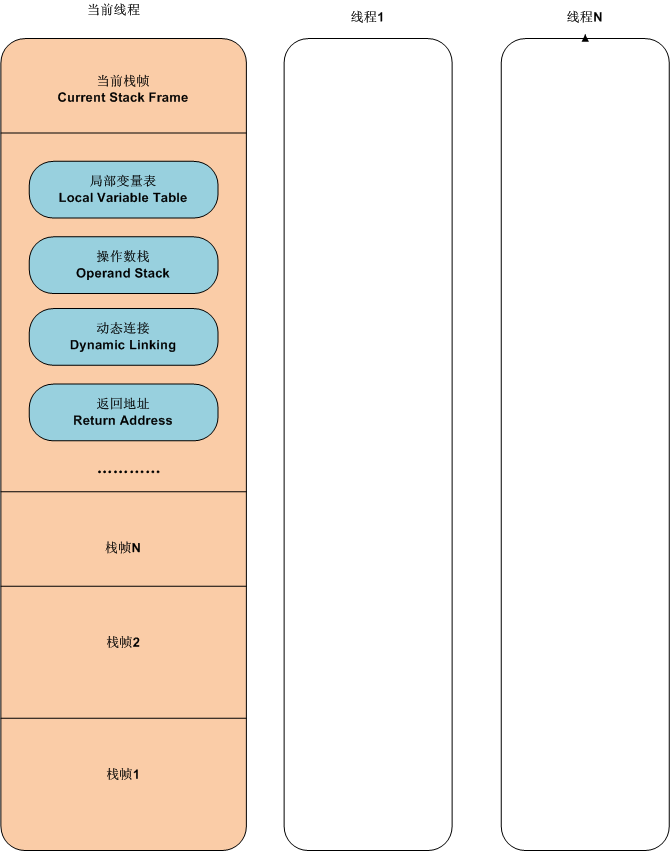 当前线程
线程1
线程N
当前栈帧
Current Stack Frame
局部变量表
Local Variable Table
操作数栈
Operand Stack
动态连接
Dynamic Linking
返回地址
Return Address
…………
栈帧N
栈帧2
栈帧1